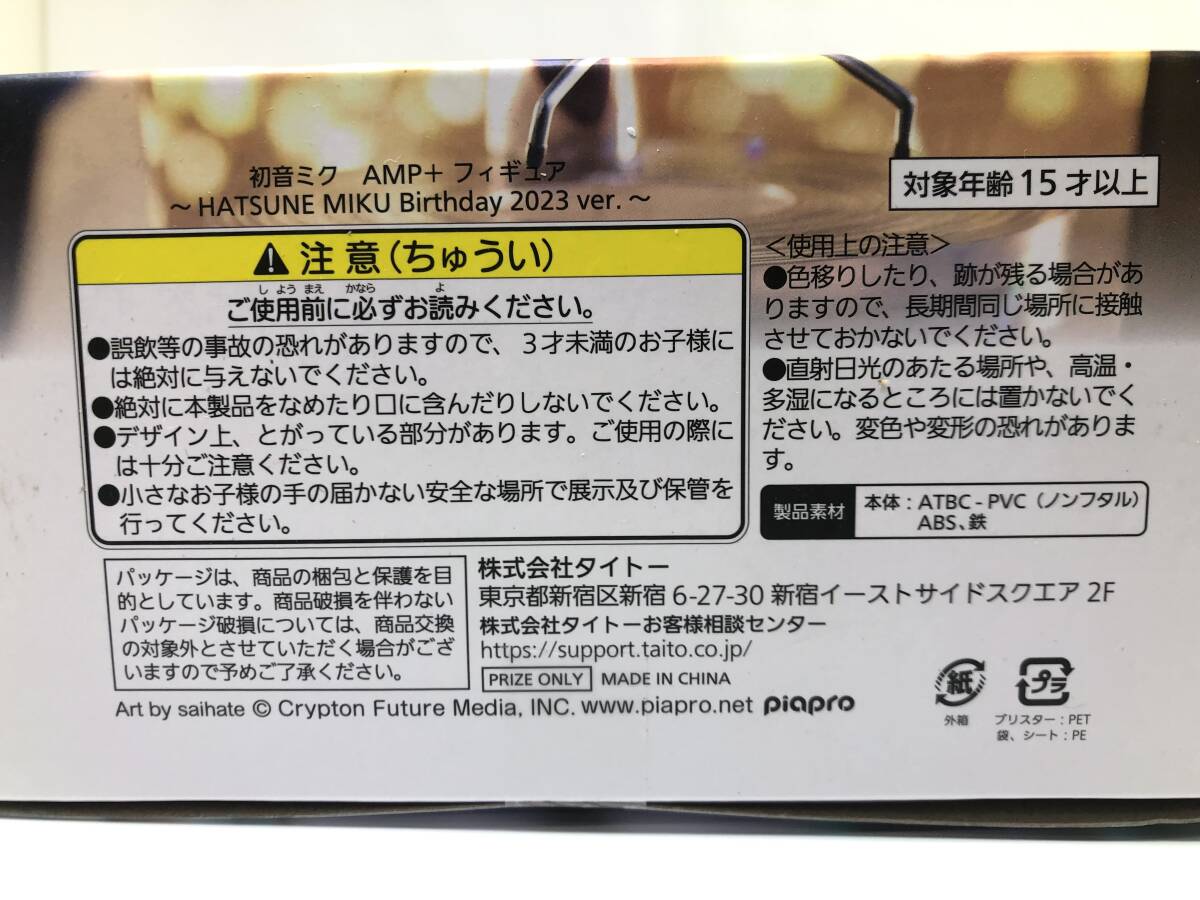 初音ミク AMP+ フィギュア
～HATSUNE MIKU Birthday 2023 ver.～
対象年齢15才以上
注意(ちゅうい)
しようまえ かなら よ
ご使用前に必ずお読みください。
●誤飲等の事故の恐れがありますので、3才未満のお子様に
は絶対に与えないでください。
●絶対に本製品をなめたり口に含んだりしないでください。
●デザイン上、とがっている部分があります。ご使用の際に
は十分ご注意ください。
●小さなお子様の手の届かない安全な場所で展示及び保管を
行ってください。
＜使用上の注意＞
●色移りしたり、跡が残る場合があ
りますので、長期間同じ場所に接触
させておかないでください。
●直射日光のあたる場所や、高温・
多湿になるところには置かないでく
ださい。変色や変形の恐れがありま
す。
製品素材
本体：ATBC-PVC（ノンフタル）
ABS、鉄
パッケージは、商品の梱包と保護を目
的としています。商品破損を伴わない
パッケージ破損については、商品交換
の対象外とさせていただく場合がござ
いますので予めご了承ください。
株式会社タイトー
東京都新宿区新宿6-27-30 新宿イーストサイドスクエア 2F
株式会社タイトーお客様相談センター
https://support.taito.co.jp/
PRIZE ONLY MADE IN CHINA
Art by saihate © Crypton Future Media, INC. www.piapro.net piapro
紙
外箱
プラ
ブリスター：PET
袋、シート：PE